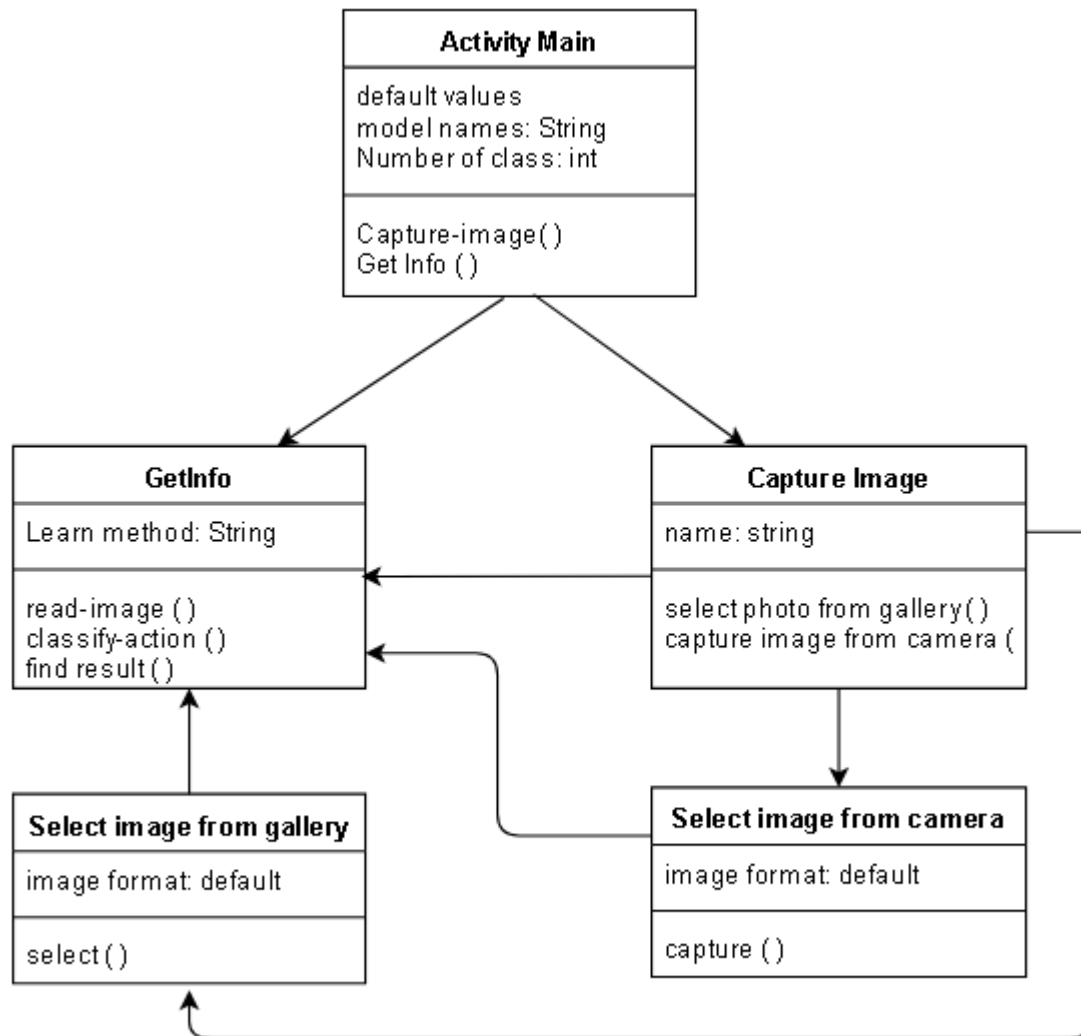 Activity Main
default values
model names: String
Number of class: int
Capture-image( )
Get Info ( )
GetInfo
Learn method: String
read-image ( )
classify-action ( )
find result ( )
Capture Image
name: string
select photo from gallery( )
capture image from camera (
Select image from gallery
image format: default
select ( )
Select image from camera
image format: default
capture ( )